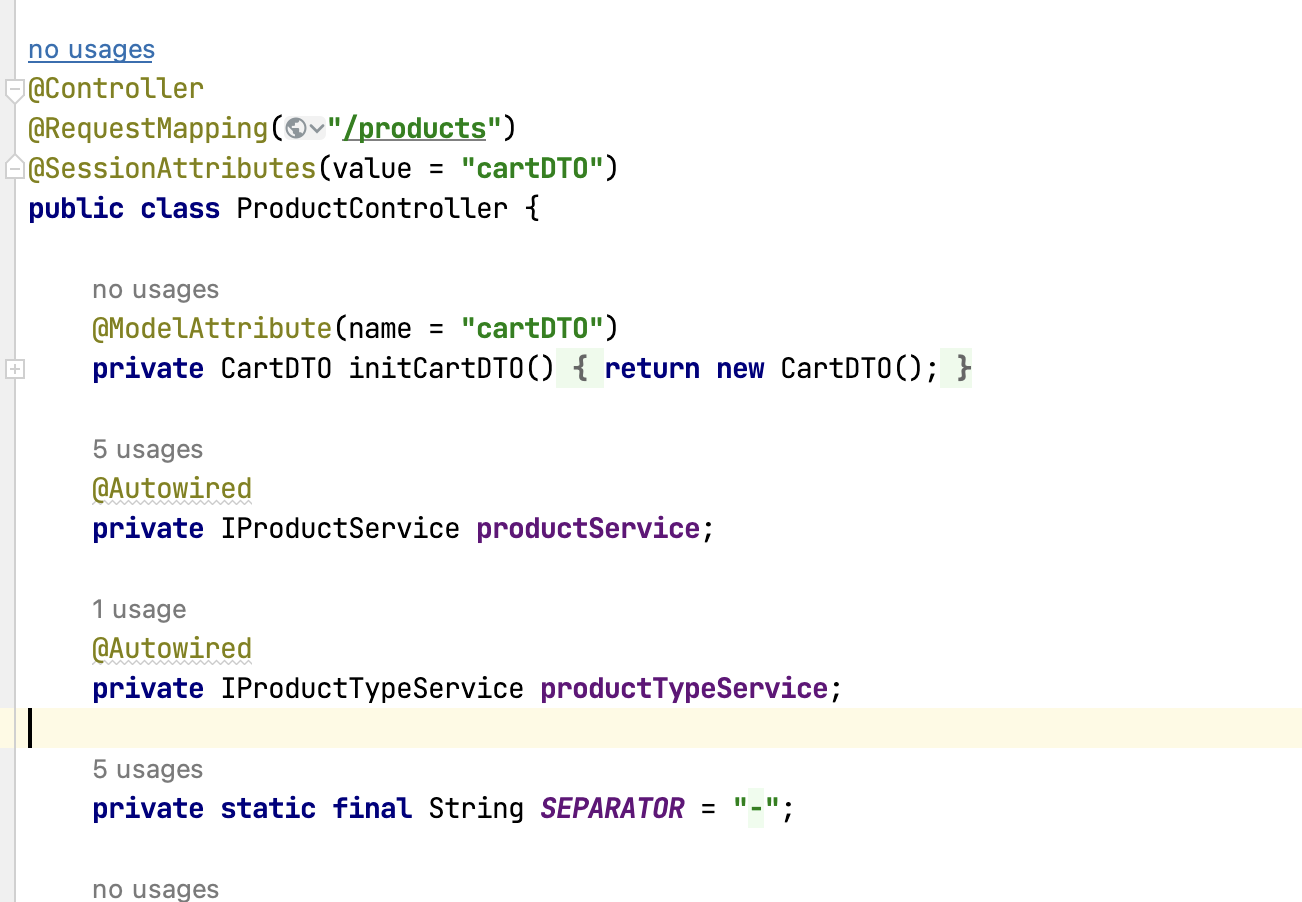 no usages
@Controller
@RequestMapping("/products")
@SessionAttributes(value = "cartDTO")
public class ProductController {
no usages
@ModelAttribute(name = "cartDTO")
private CartDTO initCartDTO() { return new CartDTO(); }
5 usages
@Autowired
private IProductService productService;
1 usage
@Autowired
private IProductTypeService productTypeService;
5 usages
private static final String SEPARATOR = "-";
no usages